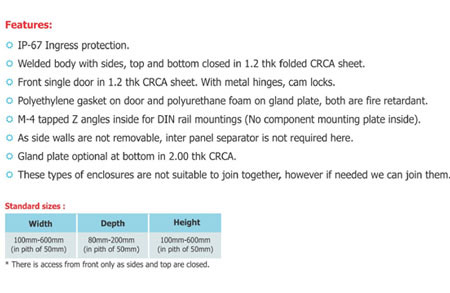 Features:
IP-67 Ingress protection.
Welded body with sides, top and bottom closed in 1.2 thk folded CRCA sheet.
Front single door in 1.2 thk CRCA sheet. With metal hinges, cam locks.
Polyethylene gasket on door and polyurethane foam on gland plate, both are fire retardant.
M-4 tapped Z angles inside for DIN rail mountings (No component mounting plate inside).
As side walls are not removable, inter panel separator is not required here.
Gland plate optional at bottom in 2.00 thk CRCA.
These types of enclosures are not suitable to join together, however if needed we can join them.
Standard sizes :
Width Depth Height
100mm-600mm 80mm-200mm 100mm-600mm
(in pith of 50mm) (in pith of 50mm) (in pith of 50mm)
* There is access from front only as sides and top are closed.